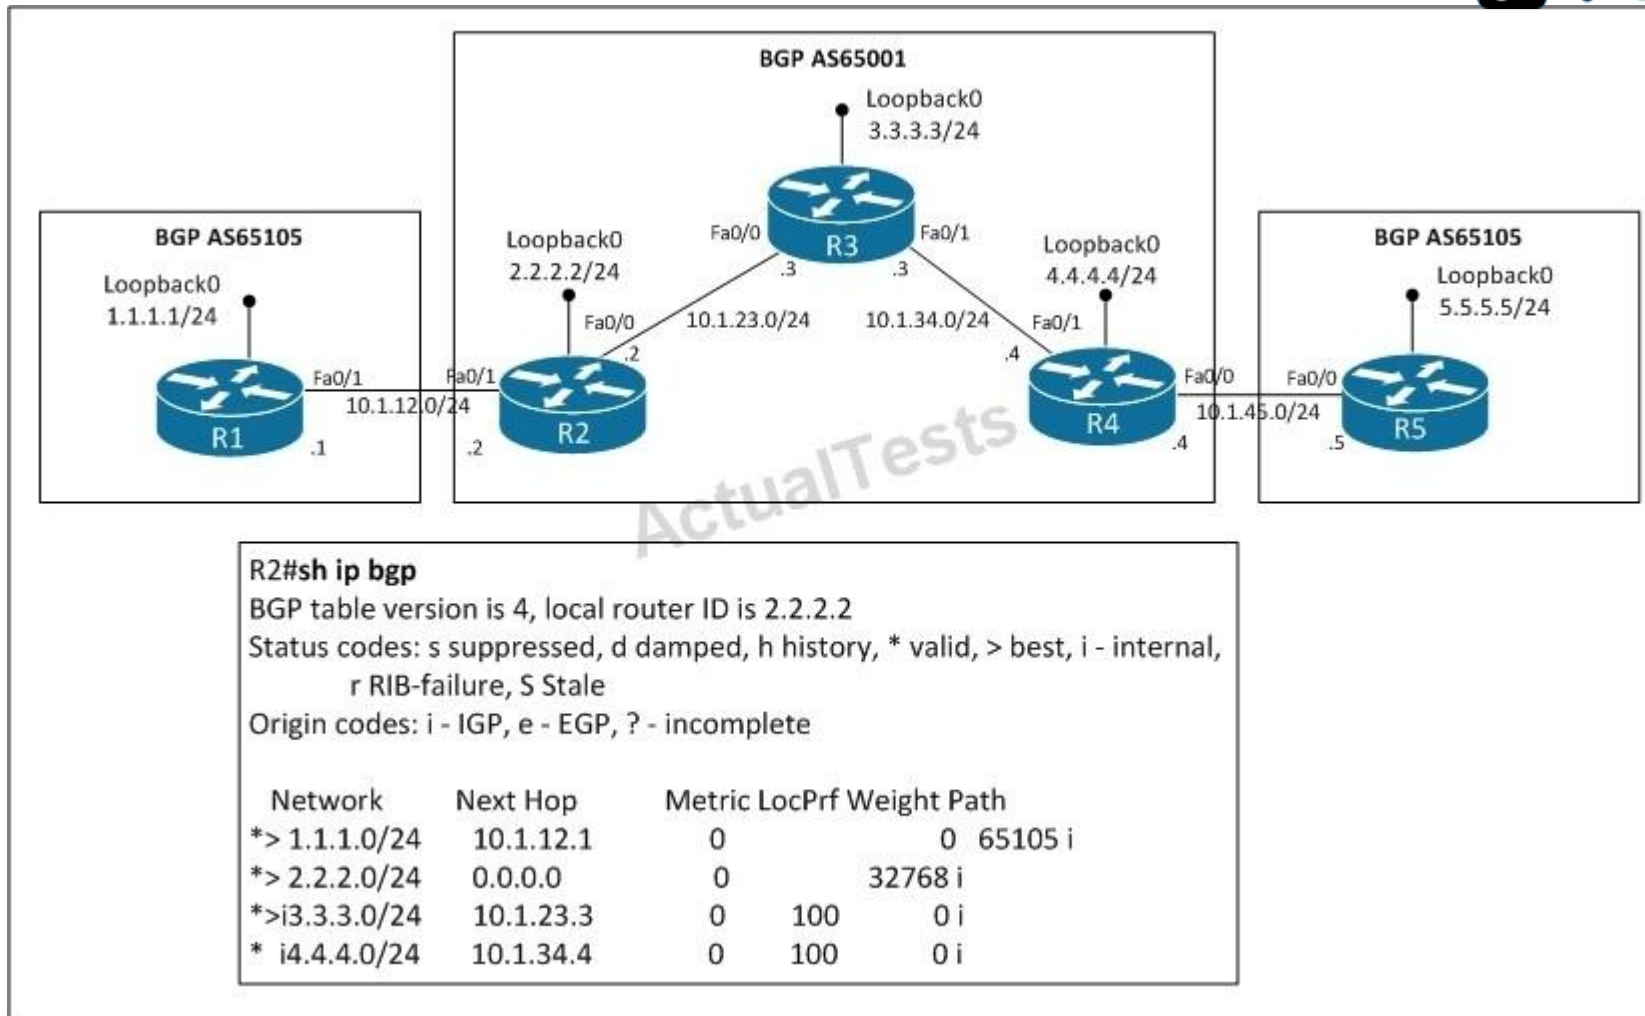 BGP AS65001
Loopback0
3.3.3.3/24
BGP AS65105
Loopback0
1.1.1.1/24
Loopback0
2.2.2.2/24
Fa0/0
R3
Fa0/1
.3
.3
Loopback0
4.4.4.4/24
BGP AS65105
Loopback0
5.5.5.5/24
Fa0/0
10.1.23.0/24
10.1.34.0/24
Fa0/1
.2
.4
Fa0/1
Fa0/1
10.1.12.0/24
R1
.1
.2
R2
R4
Fa0/0
Fa0/0
10.1.45.0/24
.4
.5
R5
ActualTests
R2#sh ip bgp
BGP table version is 4, local router ID is 2.2.2.2
Status codes: s suppressed, d damped, h history, * valid, > best, i - internal,
r RIB-failure, S Stale
Origin codes: i - IGP, e - EGP, ? - incomplete
Network Next Hop Metric LocPrf Weight Path
*> 1.1.1.0/24 10.1.12.1 0 0 65105 i
*> 2.2.2.0/24 0.0.0.0 0 32768 i
*>i3.3.3.0/24 10.1.23.3 0 100 0 i
* i4.4.4.0/24 10.1.34.4 0 100 0 i